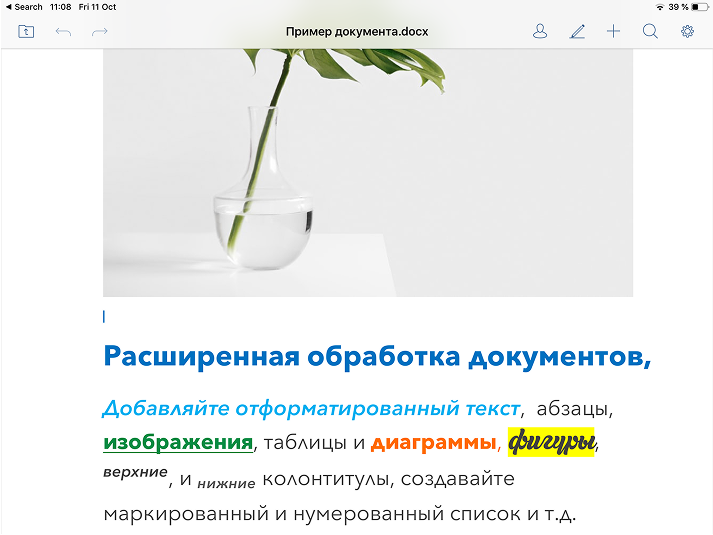 Search 11:08 Fri 11 Oct 39 %
Пример документа.docx
Расширенная обработка документов,
Добавляйте отформатированный текст, абзацы,
изображения, таблицы и диаграммы, фигуры,
верхние, и нижние колонтитулы, создавайте
маркированный и нумерованный список и т.д.